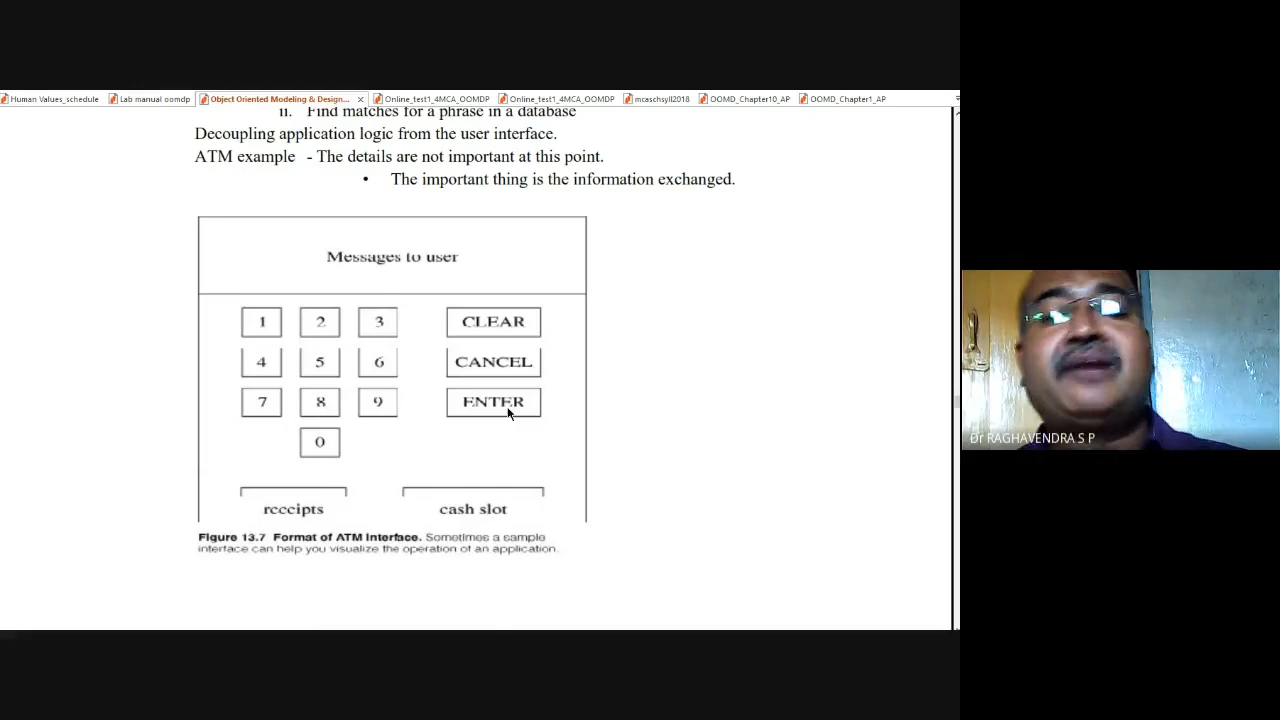 Human Values_schedule
Lab manual oomdp
Object Oriented Modeling & Design...
Online_test1_4MCA_OOMDP
Online_test1_4MCA_OOMDP
mcaschsyll2018
OOMD_Chapter10_AP
OOMD_Chapter1_AP
ii. Find matches for a phrase in a database
Decoupling application logic from the user interface.
ATM example - The details are not important at this point.
• The important thing is the information exchanged.
Messages to user
1 2 3 CLEAR
4 5 6 CANCEL
7 8 9 ENTER
0
receipts cash slot
Figure 13.7 Format of ATM Interface. Sometimes a sample
interface can help you visualize the operation of an application.
Dr RAGHAVENDRA S P